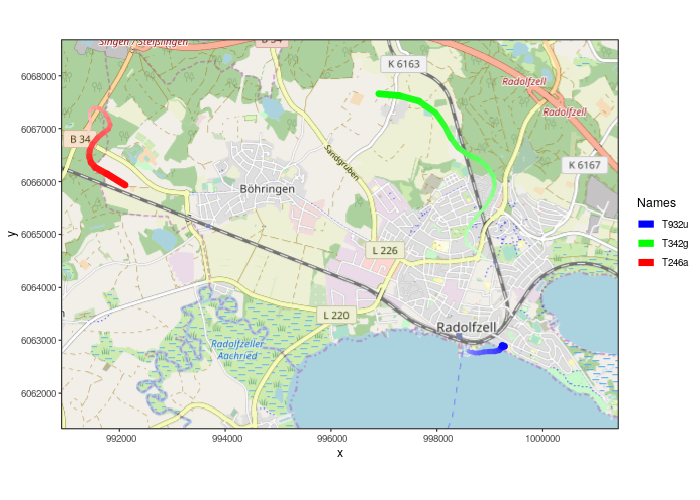 Singen / Steißlingen
B 34
K 6163
6068000
Radolfzell
Radolfzell
6067000
B 34
Sandgruben
K 6167
6066000
Böhringen
Names
T932u
6065000
L 226
T342g
y
T246a
6064000
L 220
Radolfzell
6063000
Radolfzeller
Aachried
6062000
992000
994000
996000
998000
1000000
x